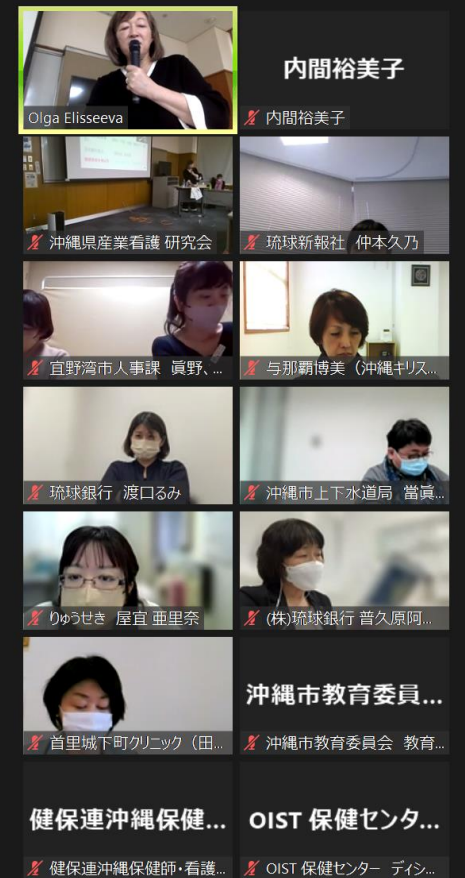 Olga Elisseeva
内間裕美子
内間裕美子
沖縄県産業看護 研究会
琉球新報社 仲本久乃
宜野湾市人事課 眞野、...
与那覇博美（沖縄キリス...
琉球銀行 渡口るみ
沖縄市上下水道局 當眞...
りゅうせき 屋宜 亜里奈
(株)琉球銀行 普久原阿...
首里城下町クリニック（田...
沖縄市教育委員...
沖縄市教育委員会 教育...
健保連沖縄保健...
健保連沖縄保健師・看護...
OIST 保健センタ...
OIST 保健センター ディシ...